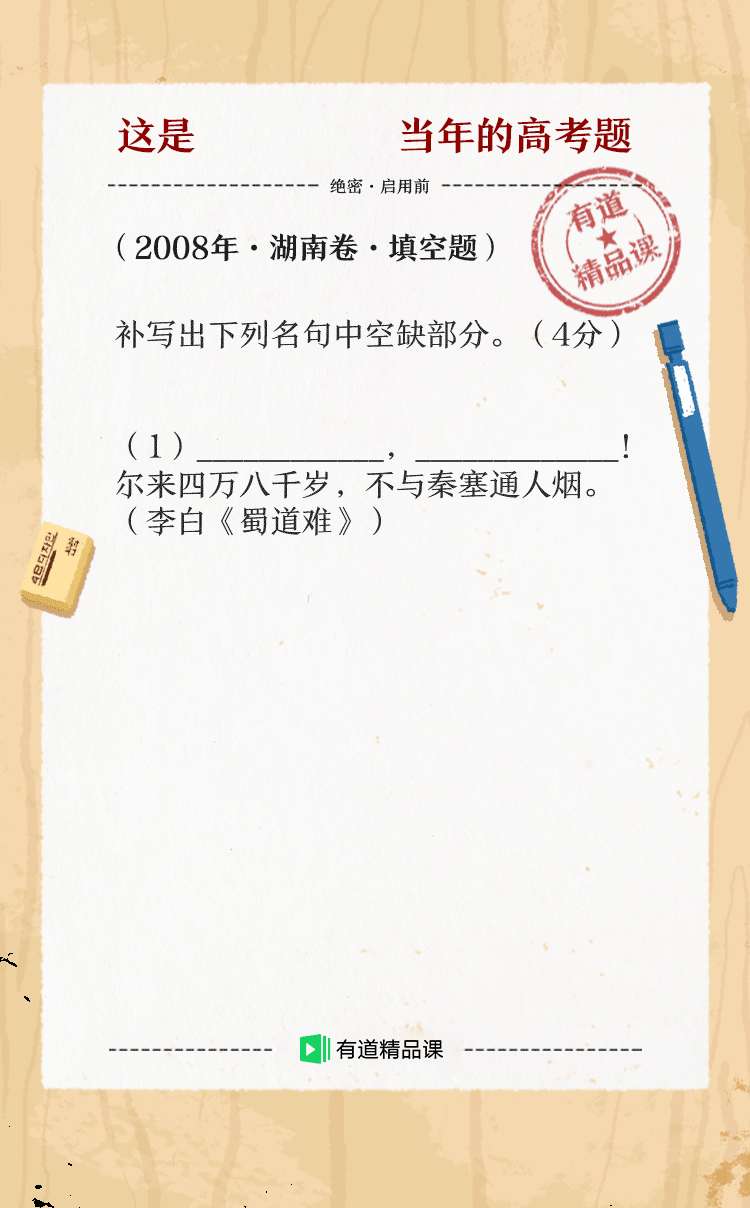 这是 当年的高考题
绝密·启用前
有道
精品课
(2008年·湖南卷·填空题)
补写出下列名句中空缺部分。(4分)
(1)____________,_____________!
尔来四万八千岁,不与秦塞通人烟。
(李白《蜀道难》)
有道精品课